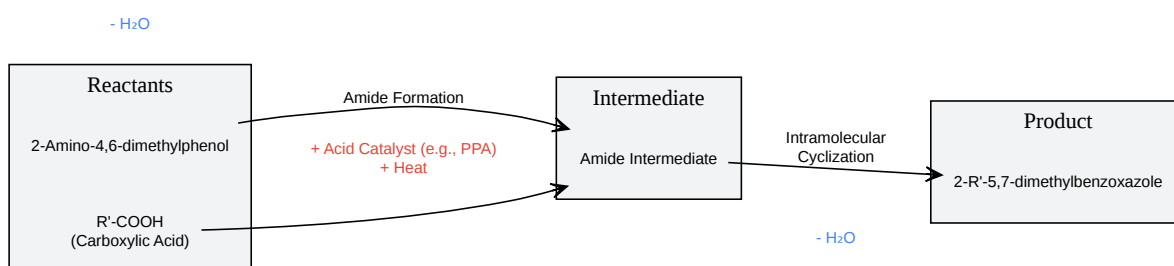 - H₂O
Reactants
2-Amino-4,6-dimethylphenol
R'-COOH
(Carboxylic Acid)
Amide Formation
+ Acid Catalyst (e.g., PPA)
+ Heat
Intermediate
Amide Intermediate
Intramolecular
Cyclization
- H₂O
Product
2-R'-5,7-dimethylbenzoxazole